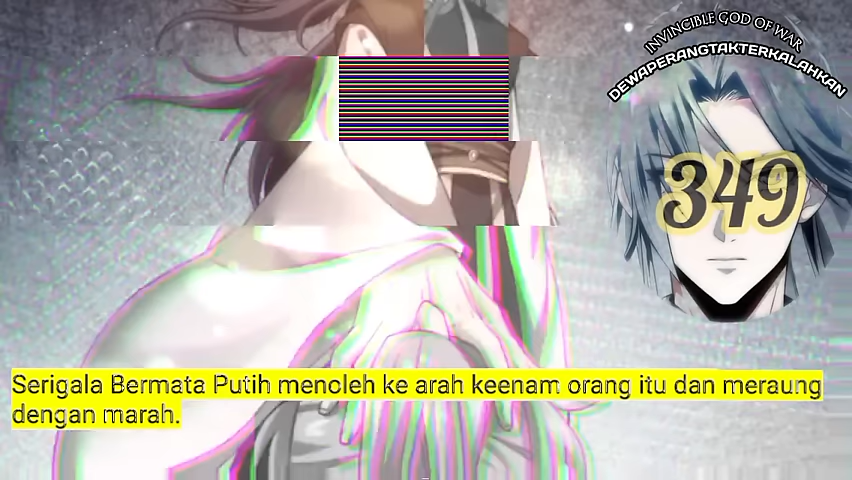 INVINCIBLE GOD OF WAR
DEWAPERANGTAKTERKALAHKAN
349
Serigala Bermata Putih menoleh ke arah keenam orang itu dan meraung
dengan marah.